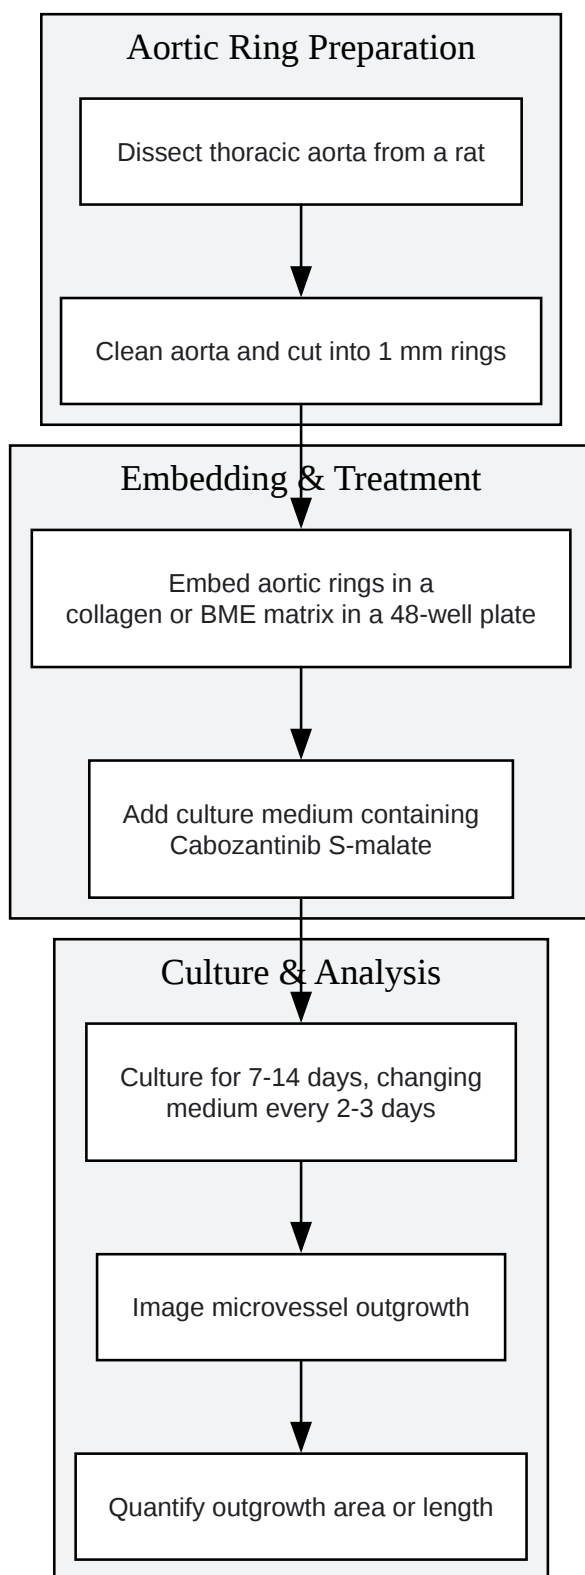 Aortic Ring Preparation
Dissect thoracic aorta from a rat
Clean aorta and cut into 1 mm rings
Embedding & Treatment
Embed aortic rings in a
collagen or BME matrix in a 48-well plate
Add culture medium containing
Cabozantinib S-malate
Culture & Analysis
Culture for 7-14 days, changing
medium every 2-3 days
Image microvessel outgrowth
Quantify outgrowth area or length